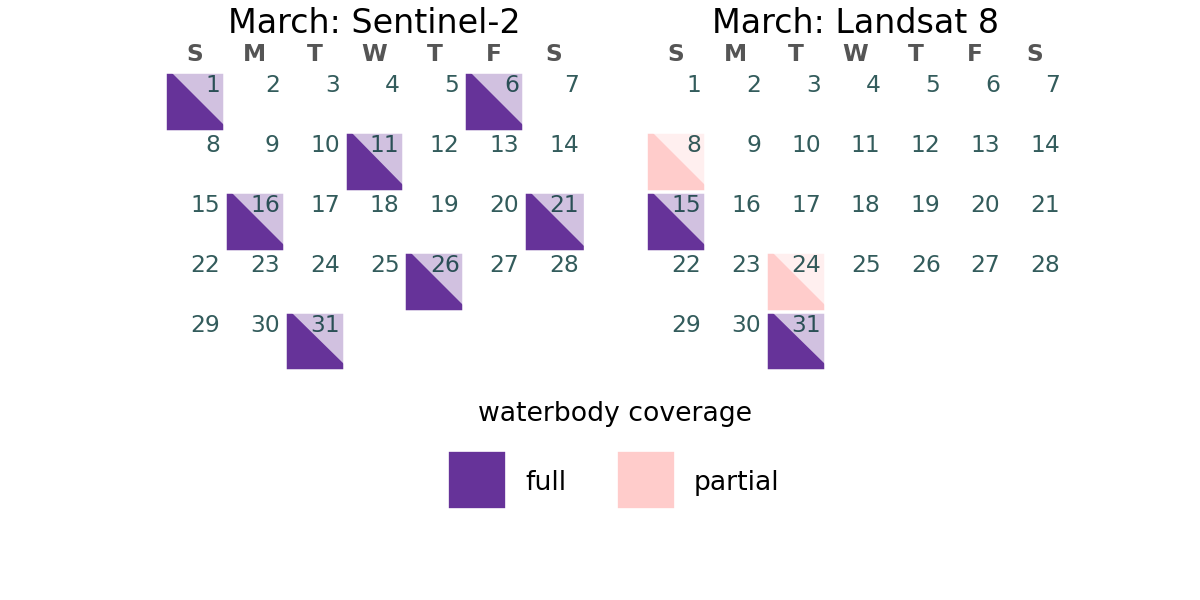 March: Sentinel-2
S M T W T F S
1 2 3 4 5 6 7
8 9 10 11 12 13 14
15 16 17 18 19 20 21
22 23 24 25 26 27 28
29 30 31
March: Landsat 8
S M T W T F S
1 2 3 4 5 6 7
8 9 10 11 12 13 14
15 16 17 18 19 20 21
22 23 24 25 26 27 28
29 30 31
waterbody coverage
full
partial